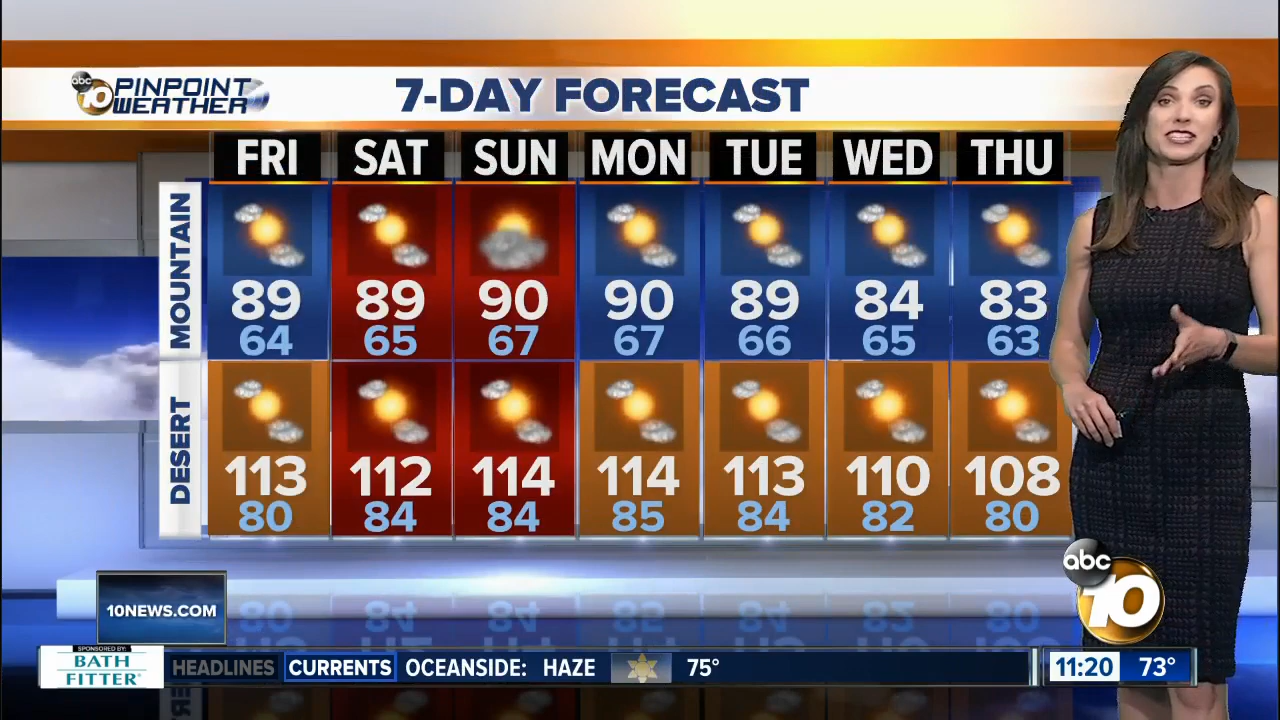 abc 10 PINPOINT WEATHER
7-DAY FORECAST
FRI SAT SUN MON TUE WED THU
MOUNTAIN
89 89 90 90 89 84 83
64 65 67 67 66 65 63
DESERT
113 112 114 114 113 110 108
80 84 84 85 84 82 80
abc 10
10NEWS.COM
SPONSORED BY:
BATH
FITTER
HEADLINES CURRENTS OCEANSIDE: HAZE 75° 11:20 73°